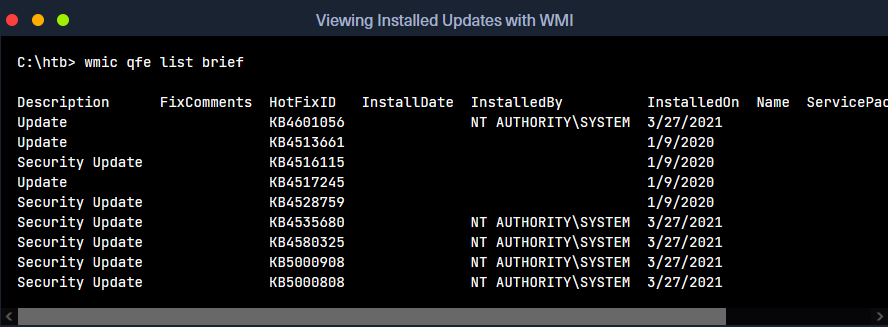 Viewing Installed Updates with WMI
C:\htb> wmic qfe list brief
Description FixComments HotFixID InstallDate InstalledBy InstalledOn Name ServicePac
Update KB4601056 NT AUTHORITY\SYSTEM 3/27/2021
Update KB4513661 1/9/2020
Security Update KB4516115 1/9/2020
Update KB4517245 1/9/2020
Security Update KB4528759 1/9/2020
Security Update KB4535680 NT AUTHORITY\SYSTEM 3/27/2021
Security Update KB4580325 NT AUTHORITY\SYSTEM 3/27/2021
Security Update KB5000908 NT AUTHORITY\SYSTEM 3/27/2021
Security Update KB5000808 NT AUTHORITY\SYSTEM 3/27/2021